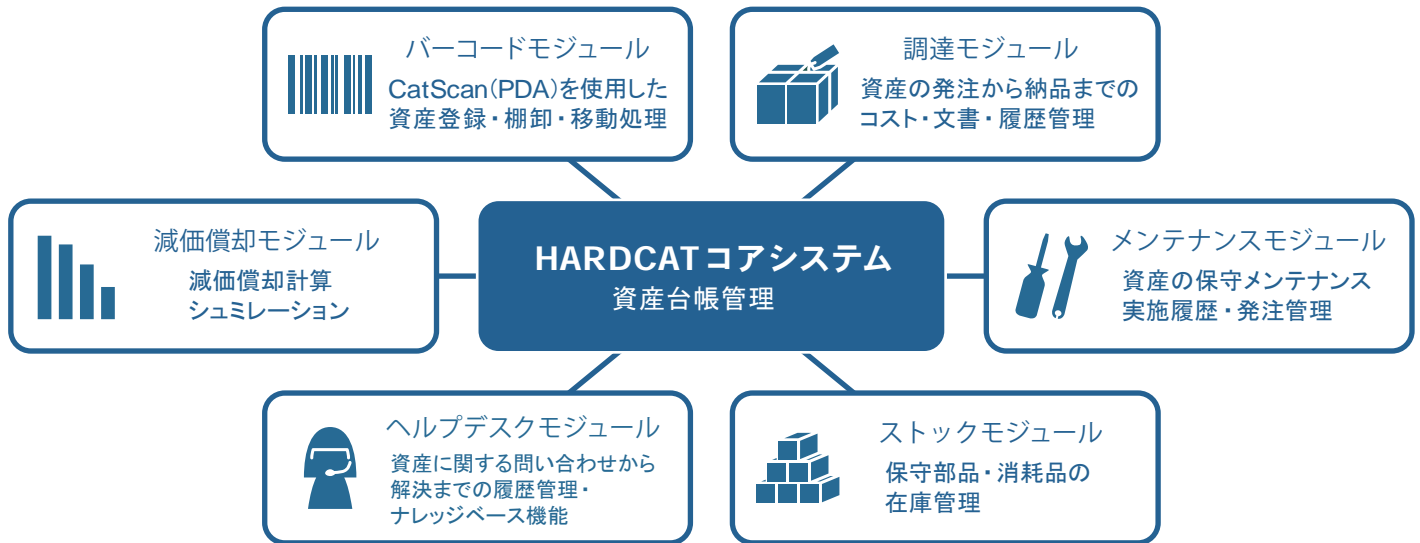 バーコードモジュール
CatScan(PDA)を使用した
資産登録・棚卸・移動処理
調達モジュール
資産の発注から納品までの
コスト・文書・履歴管理
減価償却モジュール
減価償却計算
シュミレーション
HARDCATコアシステム
資産台帳管理
メンテナンスモジュール
資産の保守メンテナンス
実施履歴・発注管理
ヘルプデスクモジュール
資産に関する問い合わせから
解決までの履歴管理・
ナレッジベース機能
ストックモジュール
保守部品・消耗品の
在庫管理